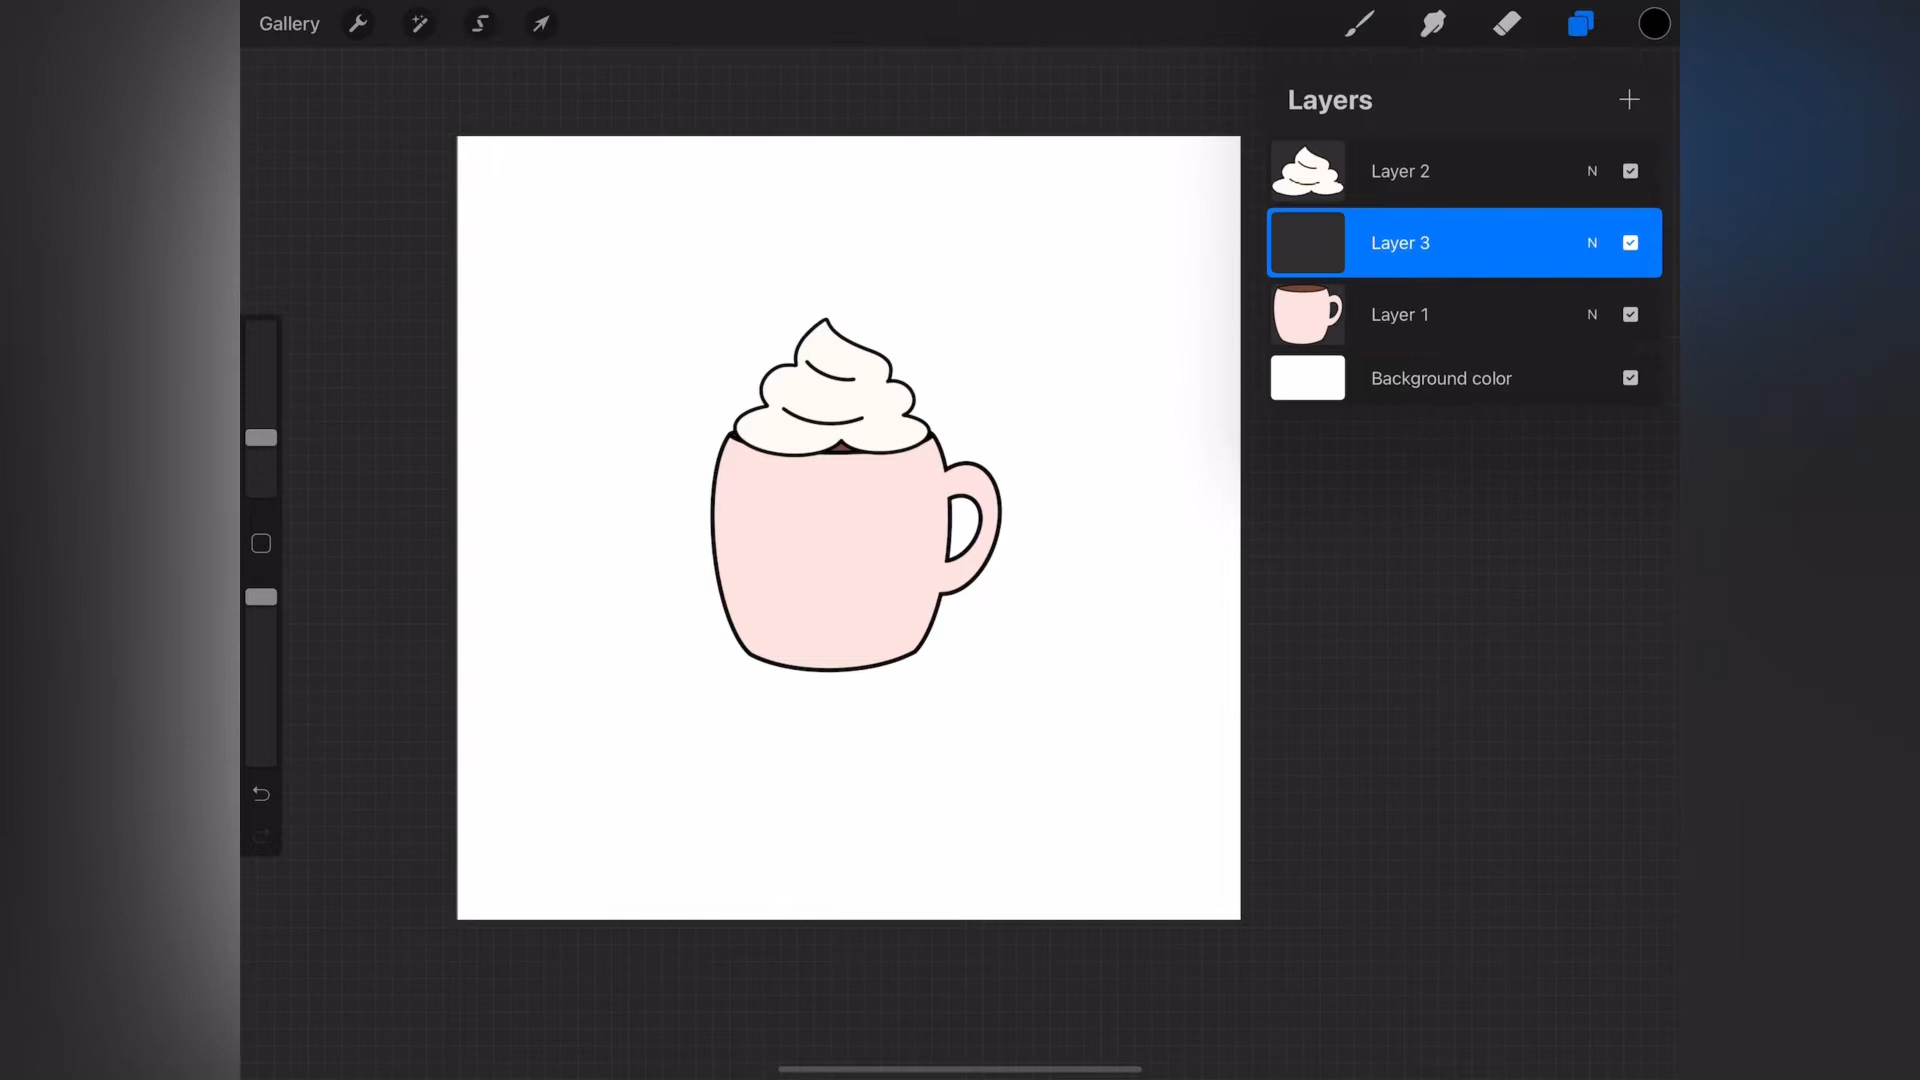 Gallery
Layers
Layer 2 N
Layer 3 N
Layer 1 N
Background color